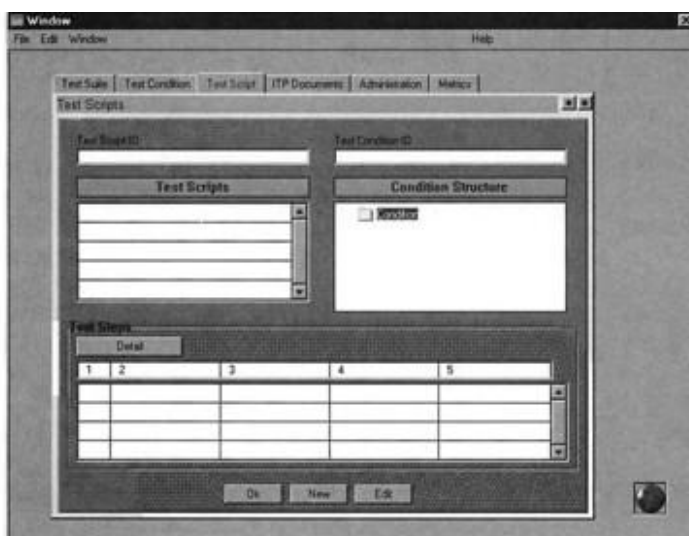 Window
File Edit Window Help
Test Suite Test Condition Test Script ITP Documents Administration Metrics
Test Scripts
Test Script ID Test Condition ID
Test Scripts Condition Structure
Condition
Test Steps
Detail
1 2 3 4 5
Ok New Edit